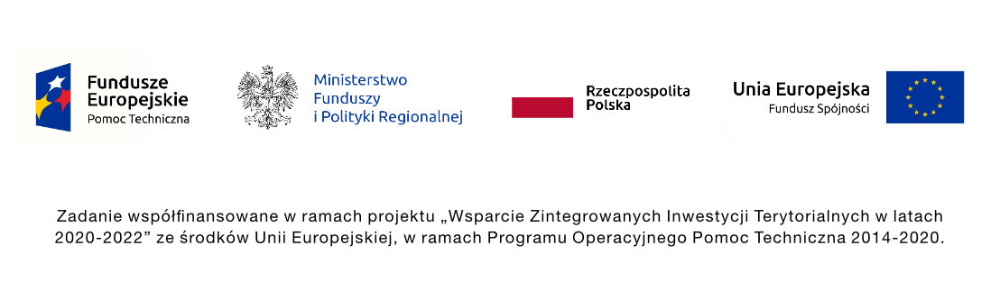 Fundusze
Europejskie
Pomoc Techniczna
Ministerstwo
Funduszy
i Polityki Regionalnej
Rzeczpospolita
Polska
Unia Europejska
Fundusz Spójności
Zadanie współfinansowane w ramach projektu „Wsparcie Zintegrowanych Inwestycji Terytorialnych w latach
2020-2022” ze środków Unii Europejskiej, w ramach Programu Operacyjnego Pomoc Techniczna 2014-2020.